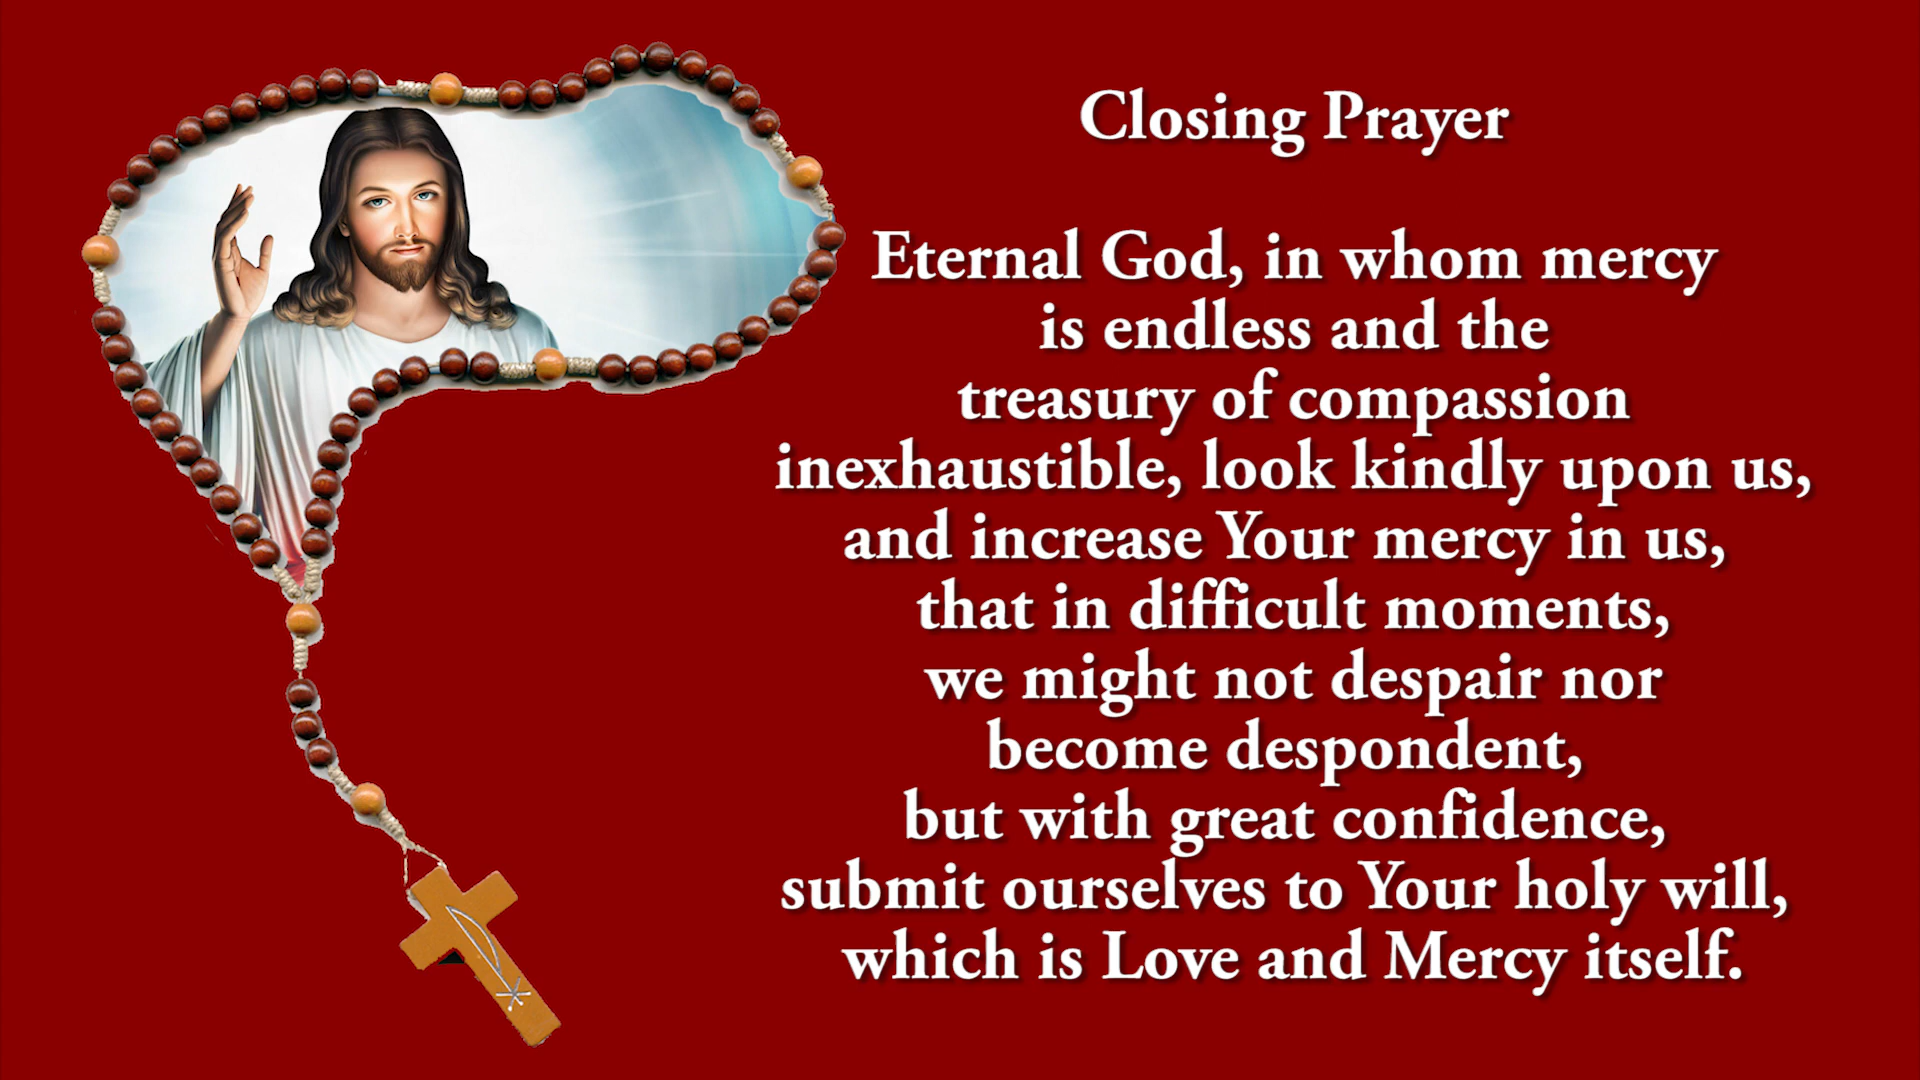 Closing Prayer
Eternal God, in whom mercy
is endless and the
treasury of compassion
inexhaustible, look kindly upon us,
and increase Your mercy in us,
that in difficult moments,
we might not despair nor
become despondent,
but with great confidence,
submit ourselves to Your holy will,
which is Love and Mercy itself.